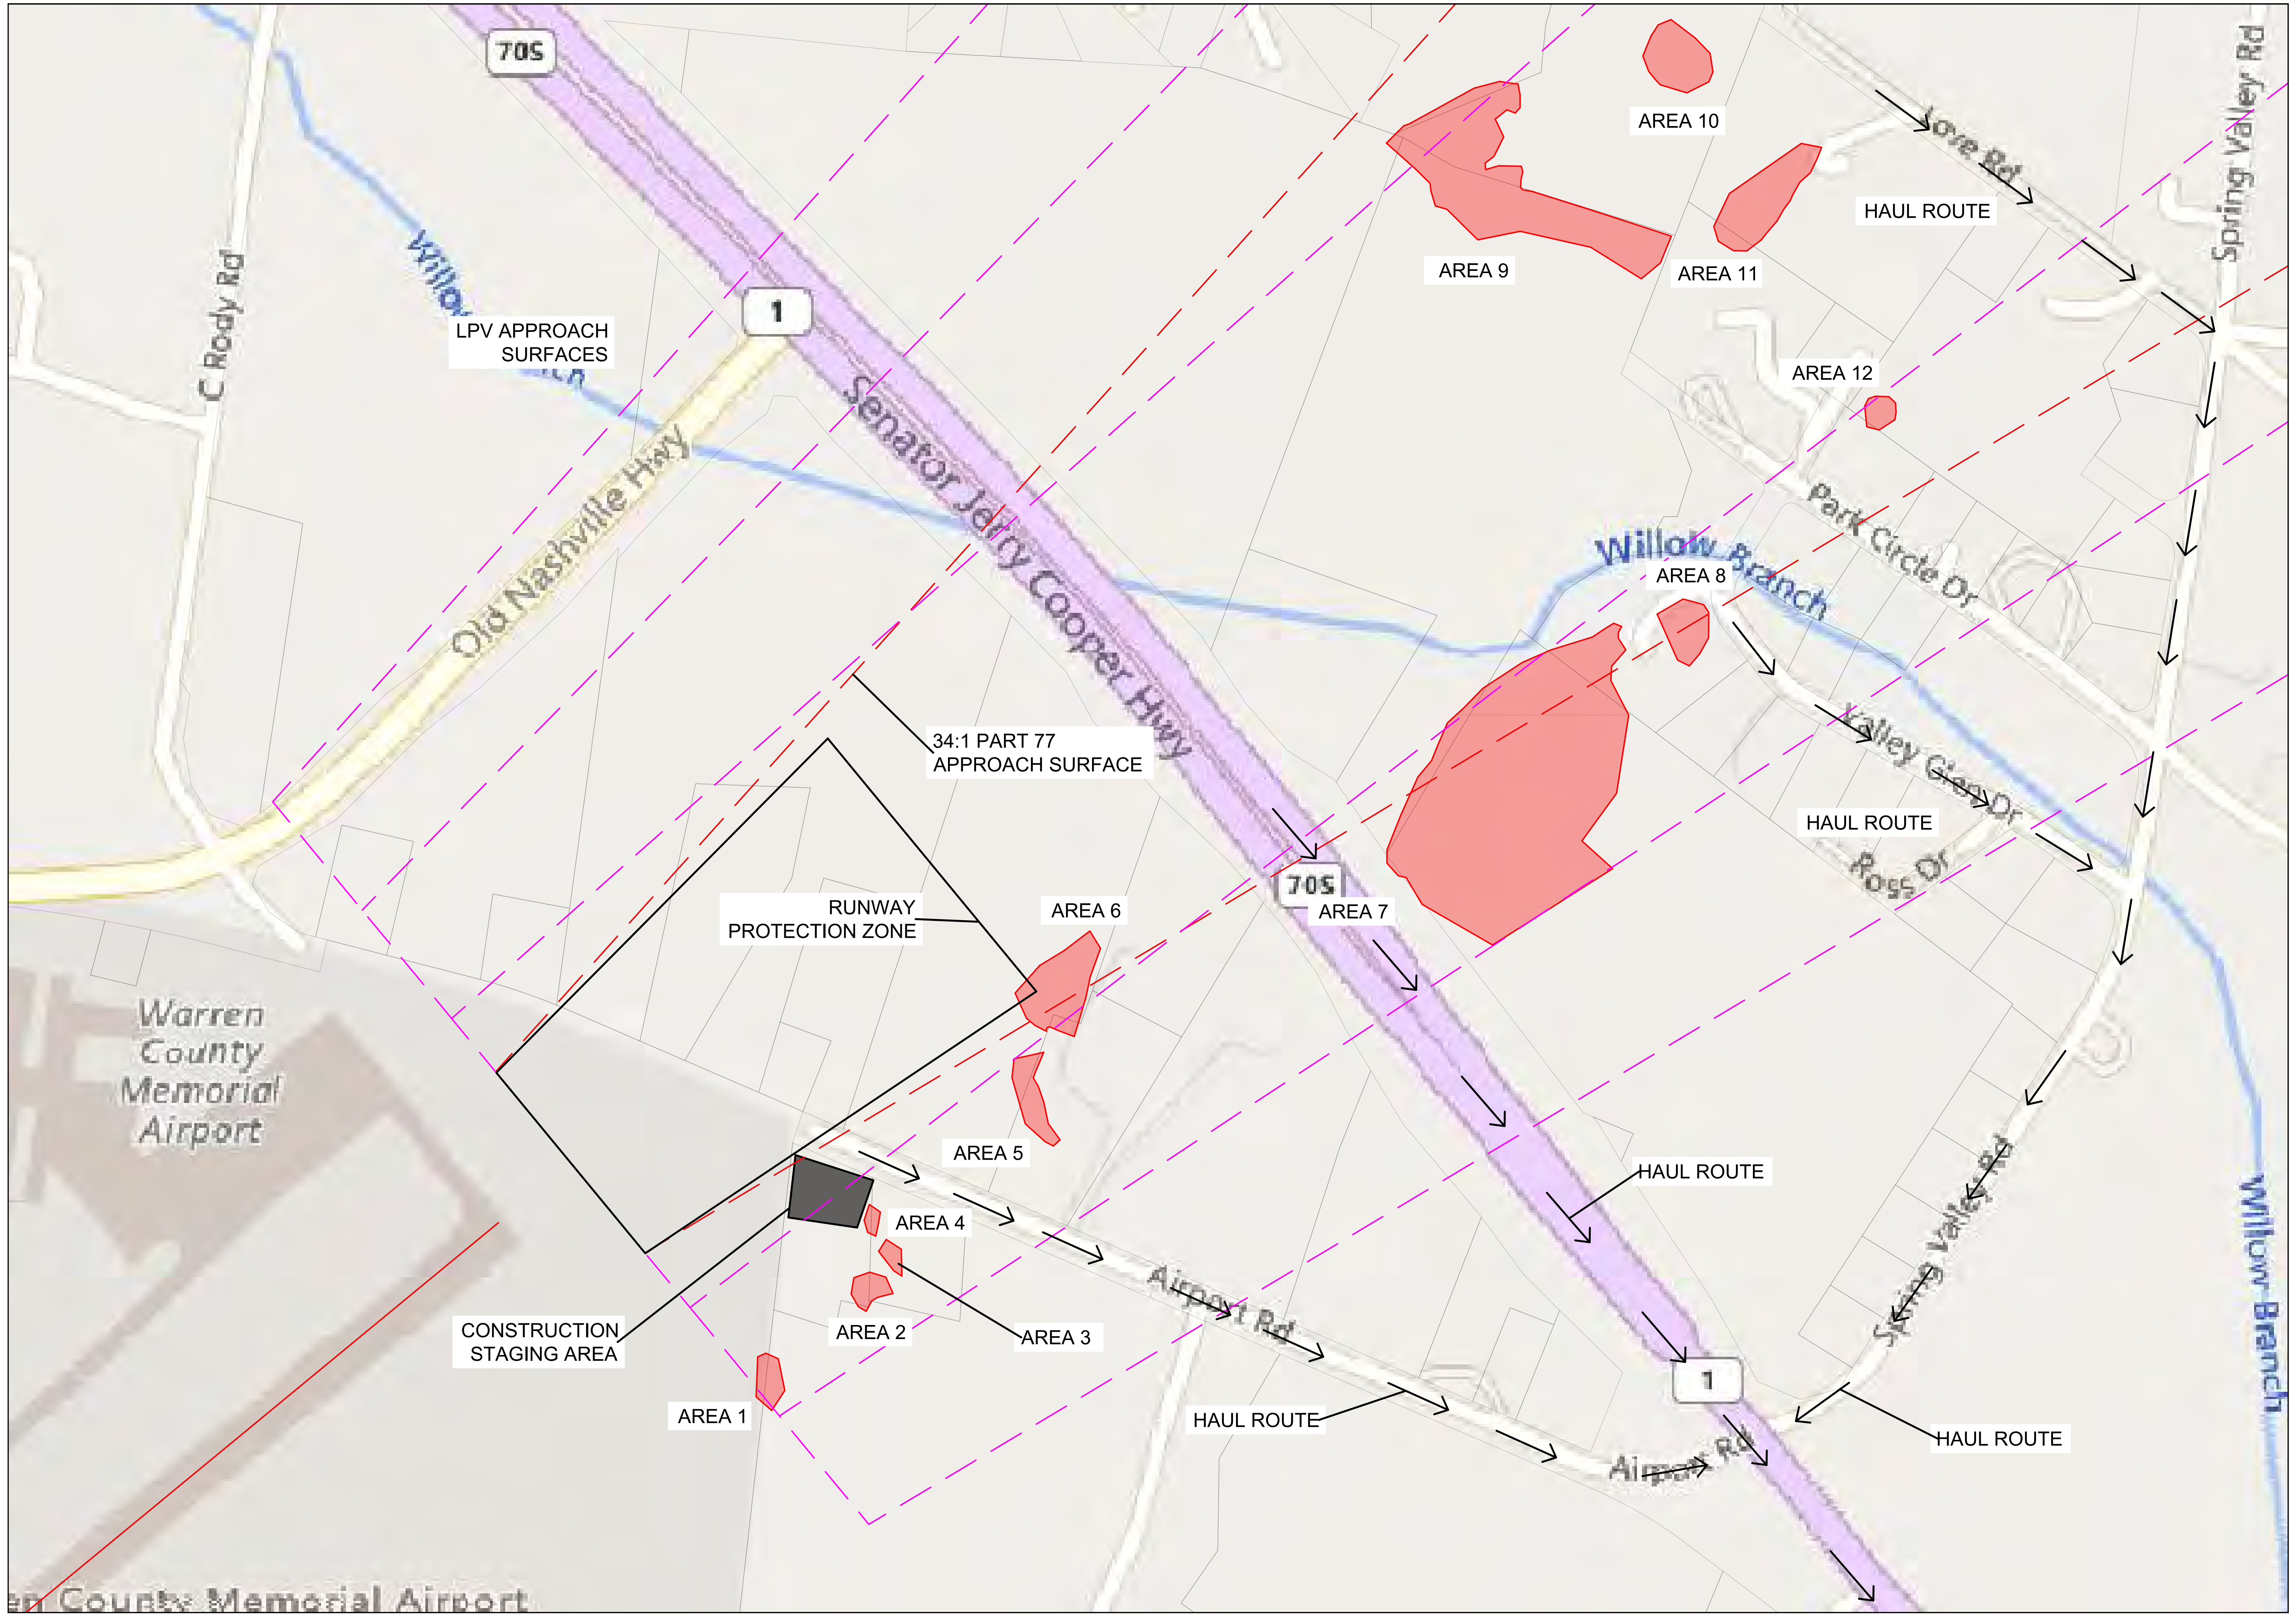 70S
AREA 10
Love Rd
Spring Valley Rd
HAUL ROUTE
C Rody Rd
AREA 9
AREA 11
1
LPV APPROACH
SURFACES
AREA 12
Senator Jerry Cooper Hwy
Old Nashville Hwy
Park Circle Dr
Willow Branch
AREA 8
34:1 PART 77
APPROACH SURFACE
Valley Glen Dr
HAUL ROUTE
Ross Dr
70S
AREA 7
RUNWAY
PROTECTION ZONE
AREA 6
Warren
County
Memorial
Airport
AREA 5
HAUL ROUTE
Spring Valley Rd
Willow Branch
AREA 4
Airport Rd
CONSTRUCTION
STAGING AREA
AREA 2
AREA 3
1
AREA 1
HAUL ROUTE
HAUL ROUTE
Airport Rd
County Memorial Airport